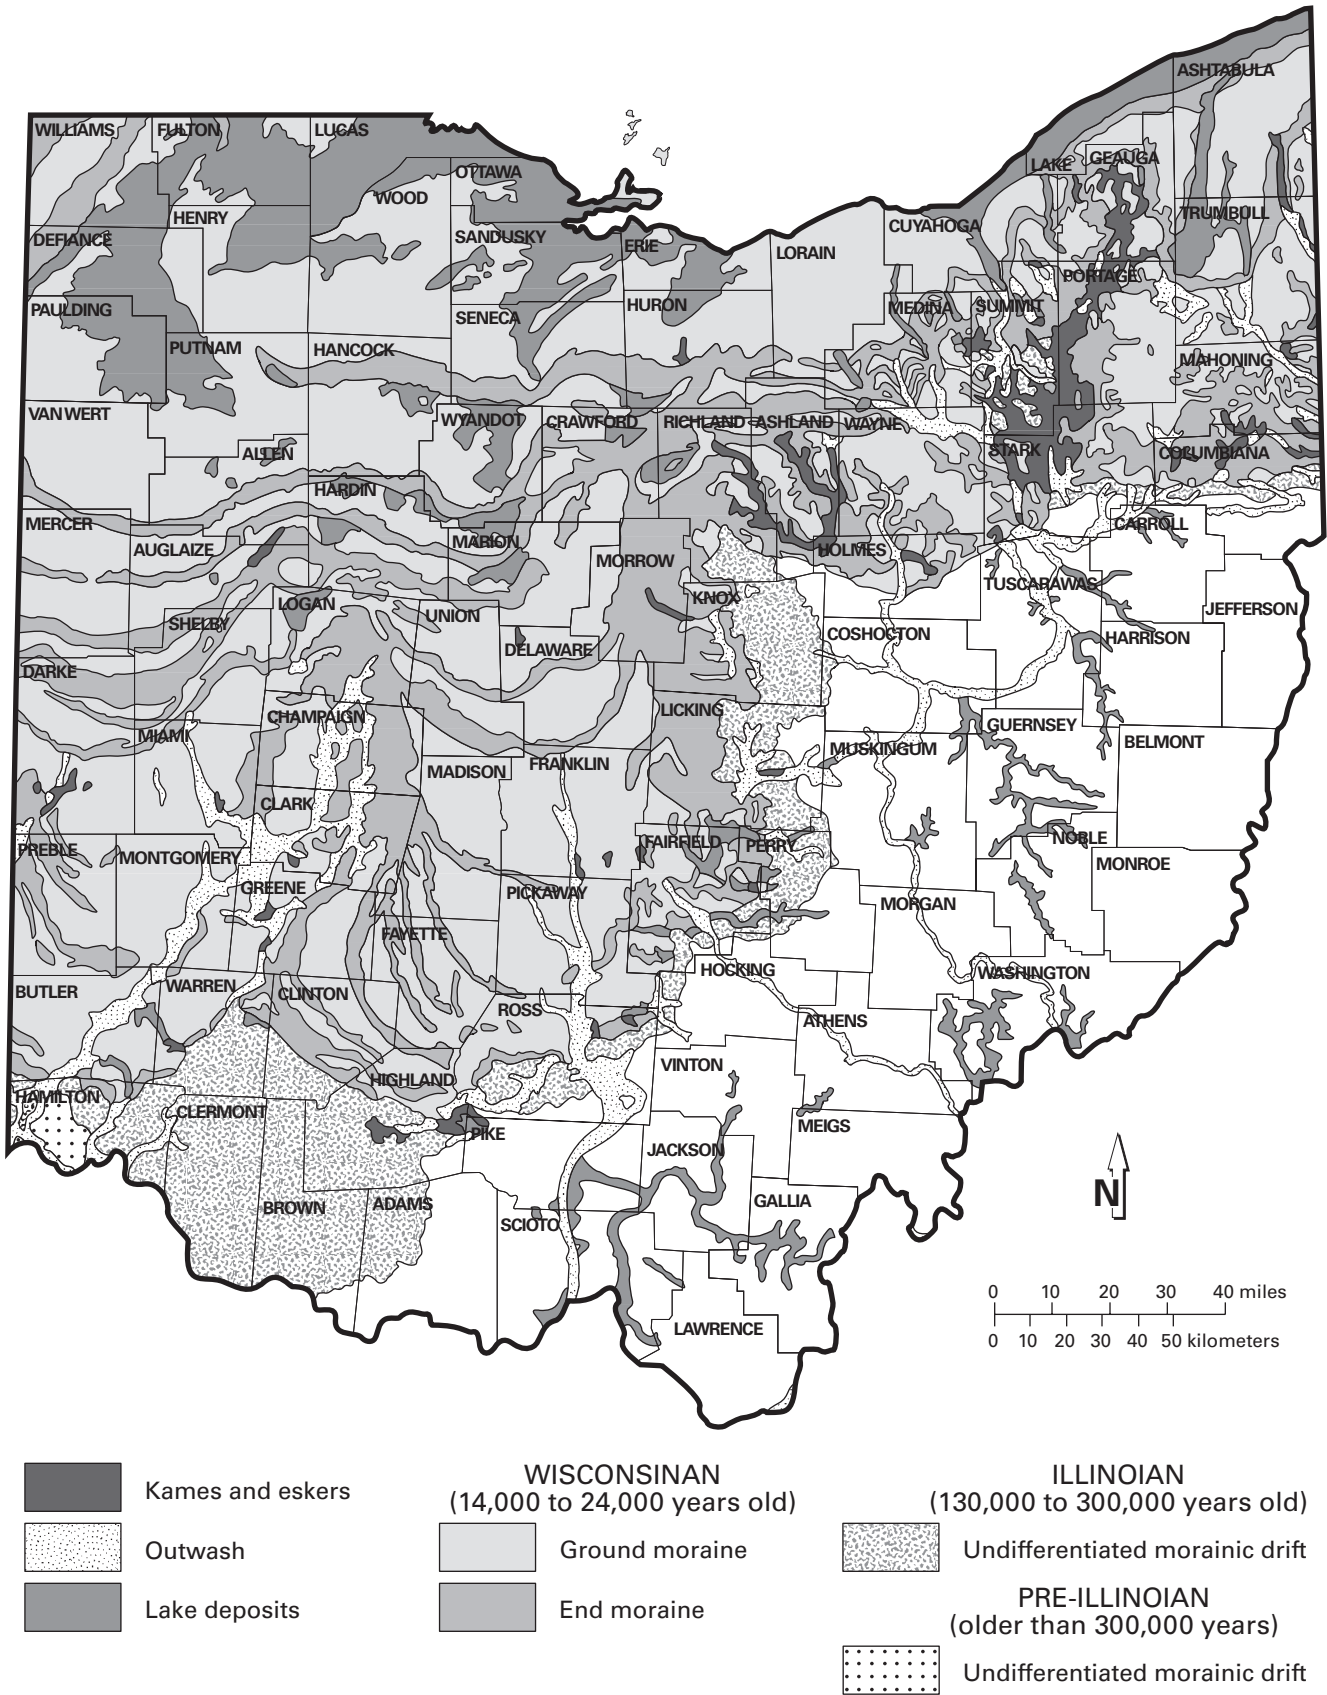 ASHTABULA
WILLIAMS
FULTON
LUCAS
LAKE
GEAUGA
OTTAWA
WOOD
HENRY
TRUMBULL
CUYAHOGA
DEFIANCE
SANDUSKY
ERIE
LORAIN
PORTAGE
PAULDING
HURON
MEDINA
SUMMIT
SENECA
PUTNAM
HANCOCK
MAHONING
VAN WERT
WYANDOT
CRAWFORD
RICHLAND
ASHLAND
WAYNE
ALLEN
STARK
COLUMBIANA
HARDIN
MERCER
CARROLL
AUGLAIZE
MARION
HOLMES
MORROW
TUSCARAWAS
LOGAN
KNOX
JEFFERSON
UNION
SHELBY
COSHOCTON
HARRISON
DELAWARE
DARKE
LICKING
CHAMPAIGN
GUERNSEY
MIAMI
MUSKINGUM
BELMONT
FRANKLIN
MADISON
CLARK
NOBLE
PREBLE
MONTGOMERY
FAIRFIELD
PERRY
MONROE
GREENE
PICKAWAY
MORGAN
FAYETTE
HOCKING
WASHINGTON
BUTLER
WARREN
CLINTON
ROSS
ATHENS
VINTON
HIGHLAND
HAMILTON
CLERMONT
MEIGS
PIKE
JACKSON
BROWN
ADAMS
GALLIA
SCIOTO
LAWRENCE
N
0 10 20 30 40 miles
0 10 20 30 40 50 kilometers
Kames and eskers
Outwash
Lake deposits
WISCONSINAN
(14,000 to 24,000 years old)
Ground moraine
End moraine
ILLINOIAN
(130,000 to 300,000 years old)
Undifferentiated morainic drift
PRE-ILLINOIAN
(older than 300,000 years)
Undifferentiated morainic drift